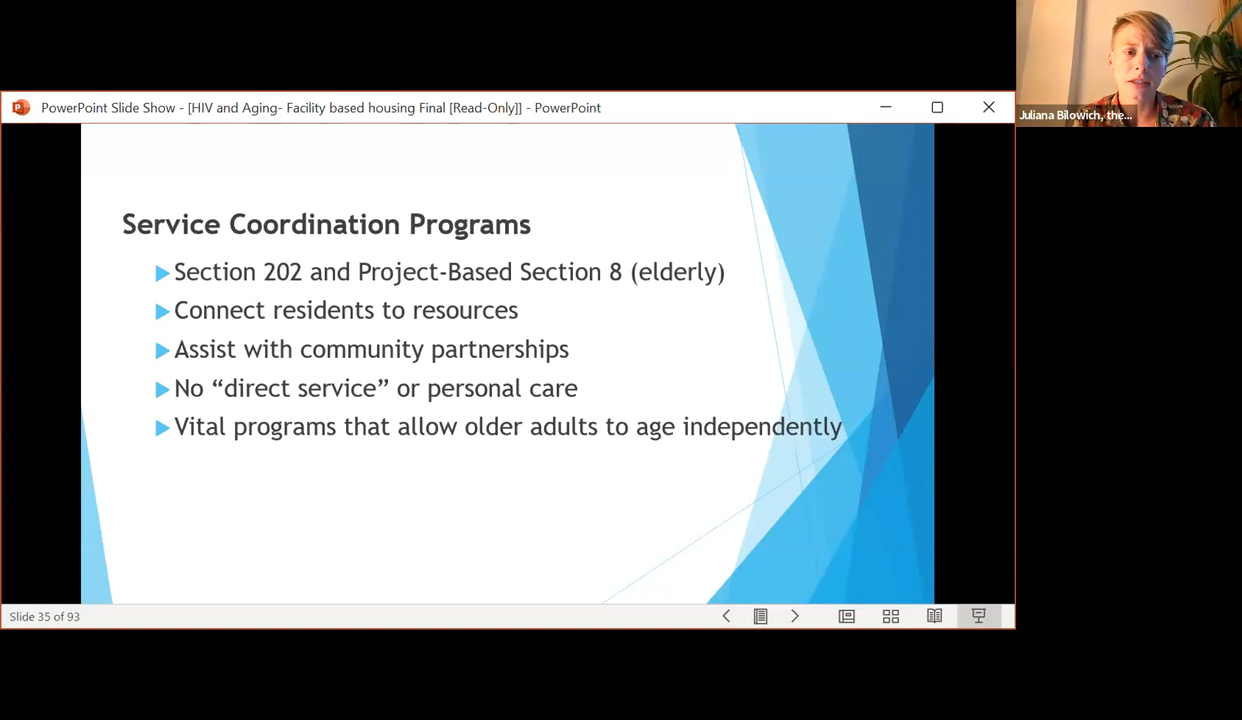 PowerPoint Slide Show - [HIV and Aging- Facility based housing Final [Read-Only]] - PowerPoint
Juliana Bilowich, the...
Service Coordination Programs
Section 202 and Project-Based Section 8 (elderly)
Connect residents to resources
Assist with community partnerships
No “direct service” or personal care
Vital programs that allow older adults to age independently
Slide 35 of 93